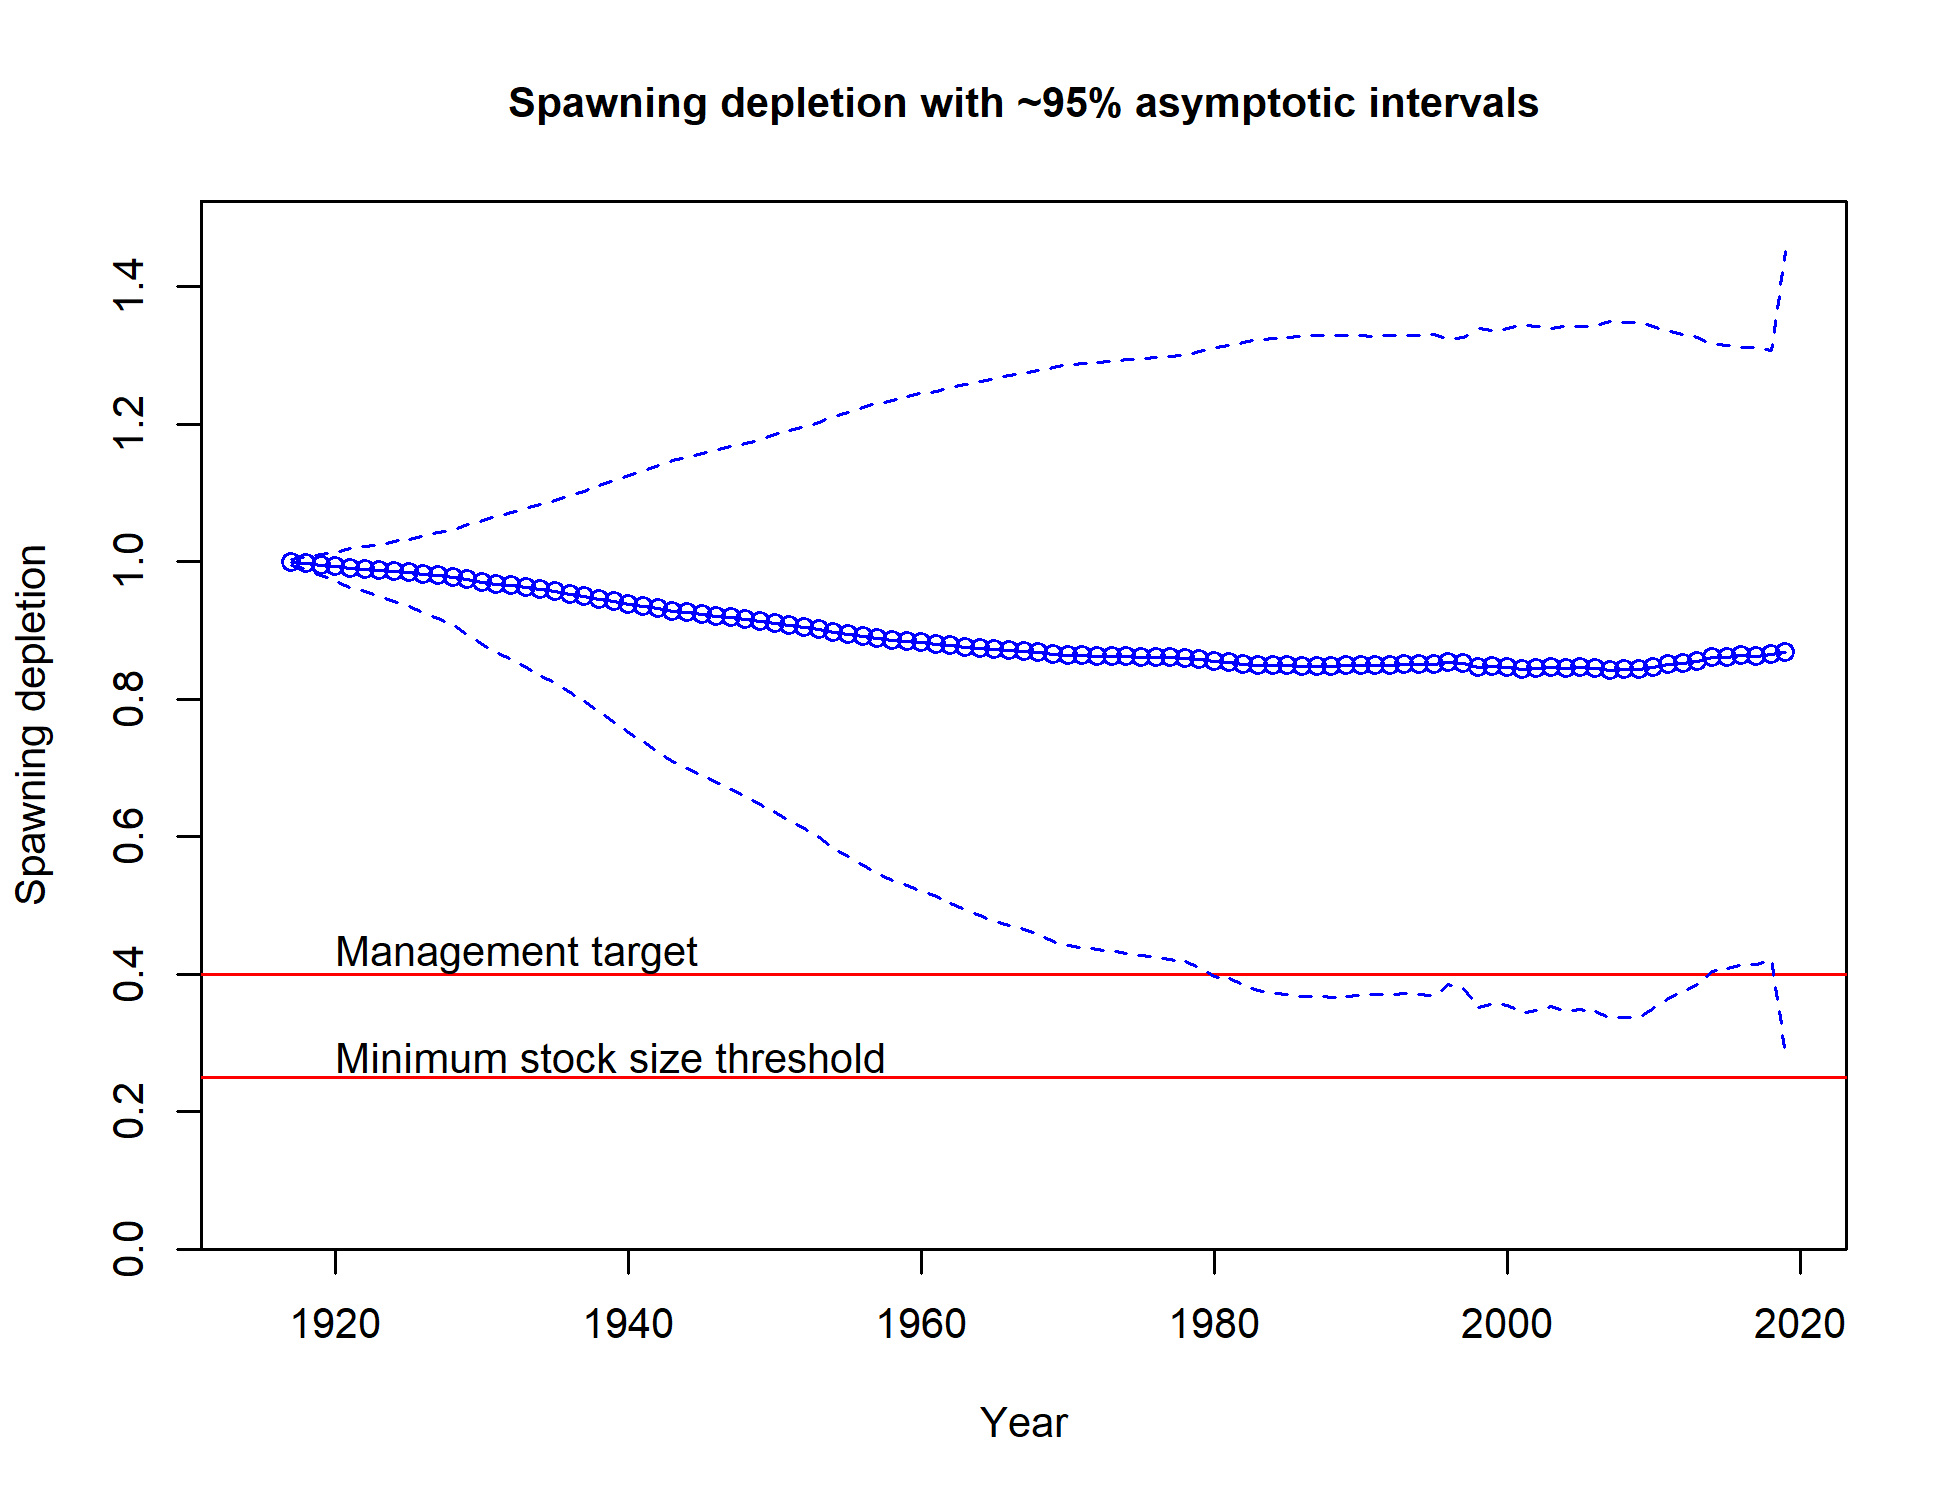 Spawning depletion with ~95% asymptotic intervals
Spawning depletion
1.4
1.2
1.0
0.8
0.6
0.4
0.2
0.0
Management target
Minimum stock size threshold
1920 1940 1960 1980 2000 2020
Year